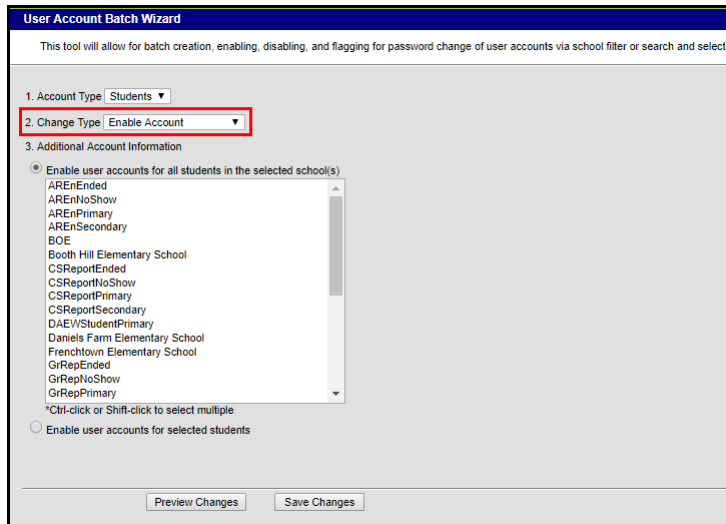 User Account Batch Wizard
This tool will allow for batch creation, enabling, disabling, and flagging for password change of user accounts via school filter or search and select
1. Account Type Students
2. Change Type Enable Account
3. Additional Account Information
Enable user accounts for all students in the selected school(s)
AREnEnded
AREnNoShow
AREnPrimary
AREnSecondary
BOE
Booth Hill Elementary School
CSReportEnded
CSReportNoShow
CSReportPrimary
CSReportSecondary
DAEWStudentPrimary
Daniels Farm Elementary School
Frenchtown Elementary School
GrRepEnded
GrRepNoShow
GrRepPrimary
*Ctrl-click or Shift-click to select multiple
Enable user accounts for selected students
Preview Changes Save Changes